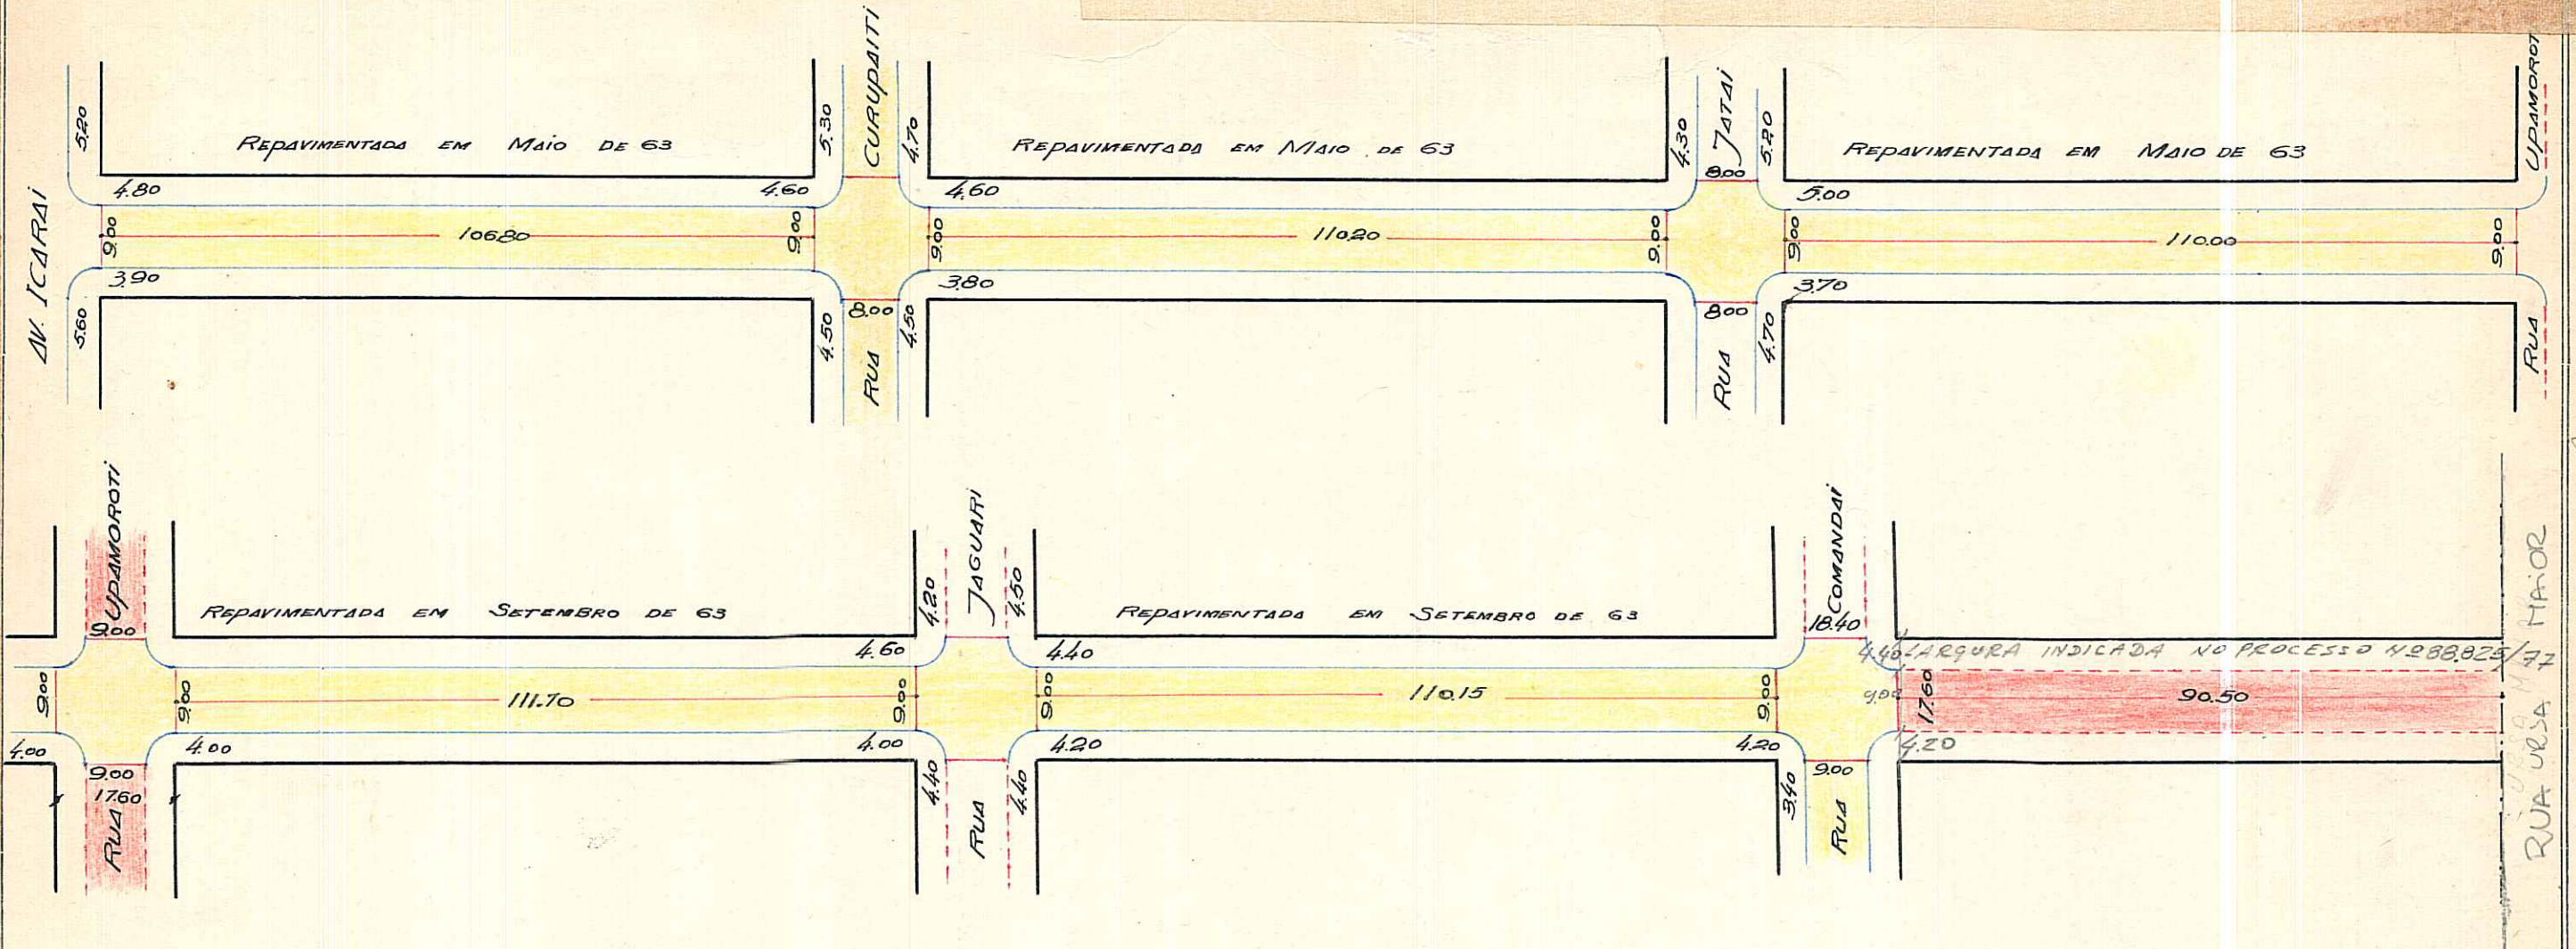 AV. ICARAI
5.20
REPAVIMENTADA EM MAIO DE 63
5.30
CURUPAITI
4.70
REPAVIMENTADA EM MAIO DE 63
4.30
JATAI
5.20
REPAVIMENTADA EM MAIO DE 63
UPAMOROT
4.80
4.60
4.60
8.00
5.00
9.00
106.80
9.00
9.00
110.20
9.00
9.00
110.00
9.00
3.90
3.80
3.70
5.60
4.50
8.00
4.50
8.00
4.70
RUA
RUA
RUA
UPAMOROTI
JAGUARI
COMANDAI
REPAVIMENTADA EM SETEMBRO DE 63
4.20
4.50
REPAVIMENTADA EM SETEMBRO DE 63
9.00
18.40
4.60
4.40
4.40
LARGURA INDICADA NO PROCESSO Nº 88.825/77
9.00
9.00
111.70
9.00
9.00
110.15
9.00
9.00
17.60
90.50
4.00
4.00
4.00
4.20
4.20
4.20
9.00
9.00
17.60
4.40
4.40
3.40
RUA
RUA
RUA
RUA URSA MAIOR